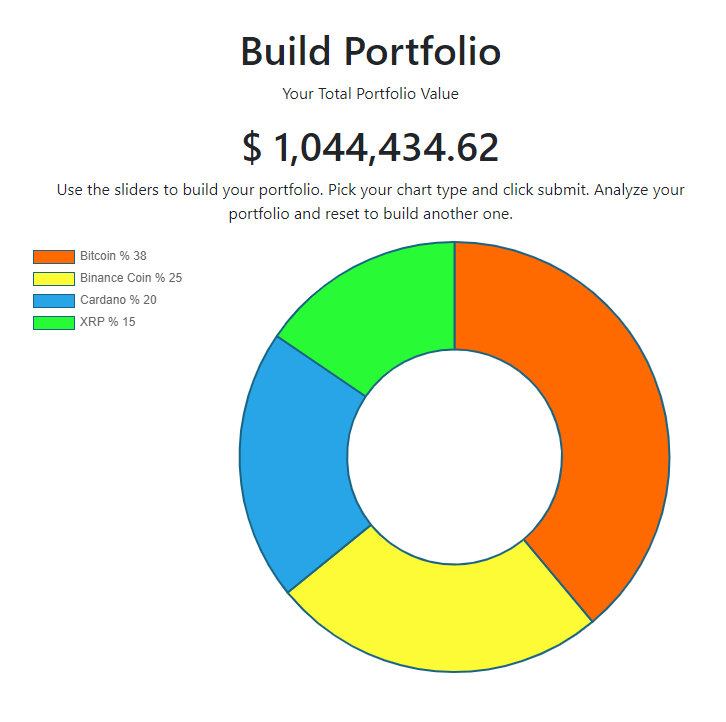 Build Portfolio
Your Total Portfolio Value
$ 1,044,434.62
Use the sliders to build your portfolio. Pick your chart type and click submit. Analyze your
portfolio and reset to build another one.
Bitcoin % 38
Binance Coin % 25
Cardano % 20
XRP % 15